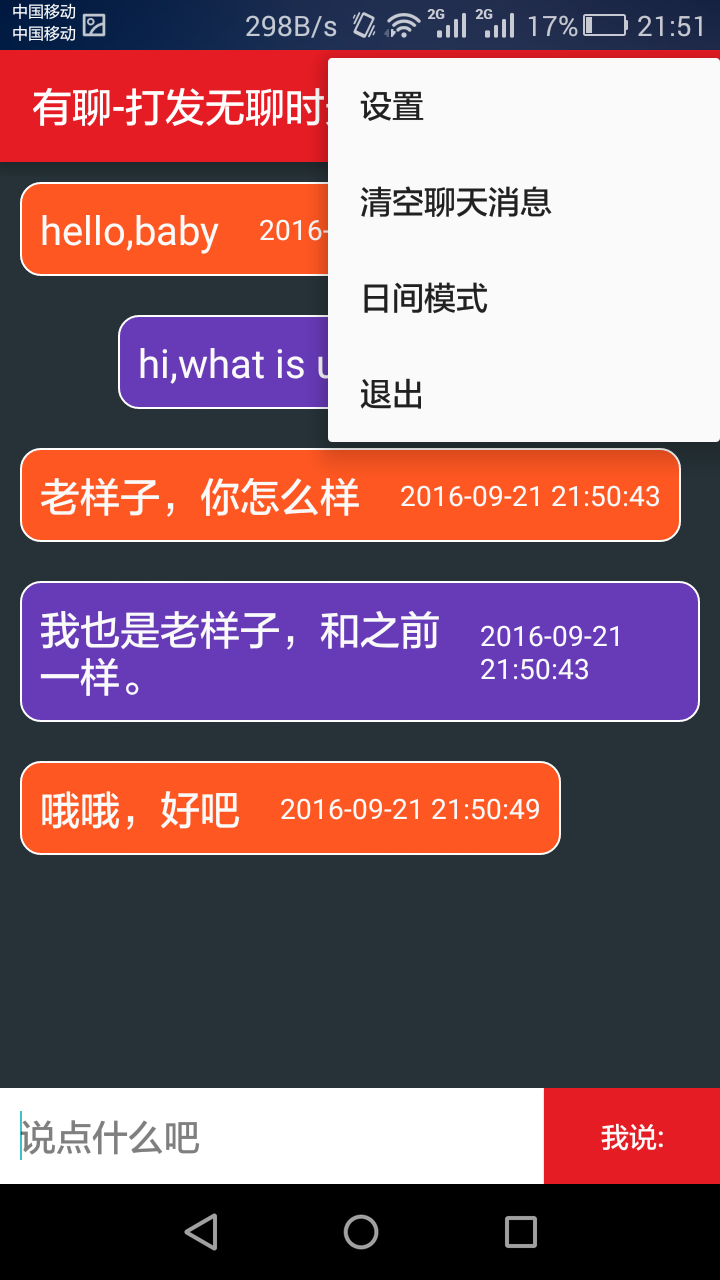 中国移动
中国移动
298B/s
2G
2G
17%
21:51
有聊-打发无聊时
设置
清空聊天消息
日间模式
退出
hello,baby
2016-
hi,what is
老样子，你怎么样
2016-09-21 21:50:43
我也是老样子，和之前
一样。
2016-09-21
21:50:43
哦哦，好吧
2016-09-21 21:50:49
说点什么吧
我说: